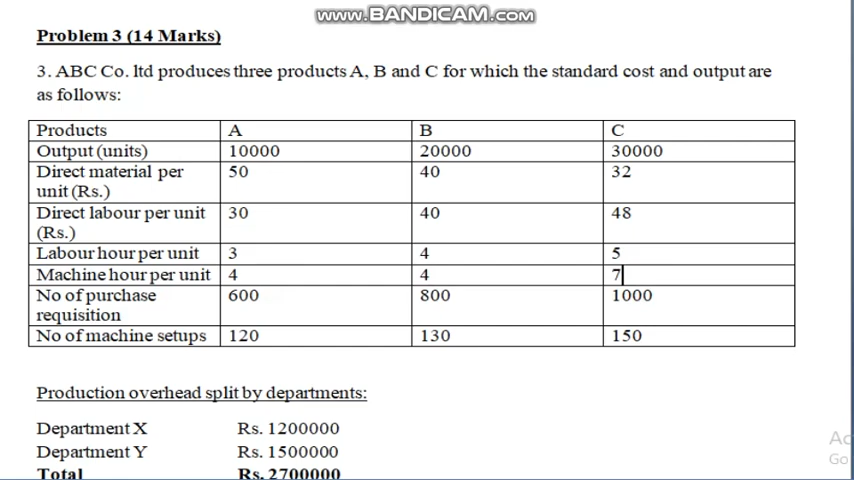 www.BANDICAM.com
Problem 3 (14 Marks)
3. ABC Co. ltd produces three products A, B and C for which the standard cost and output are
as follows:
Products A B C
Output (units) 10000 20000 30000
Direct material per 50 40 32
unit (Rs.)
Direct labour per unit 30 40 48
(Rs.)
Labour hour per unit 3 4 5
Machine hour per unit 4 4 7
No of purchase 600 800 1000
requisition
No of machine setups 120 130 150
Production overhead split by departments:
Department X Rs. 1200000
Department Y Rs. 1500000
Total Rs. 2700000